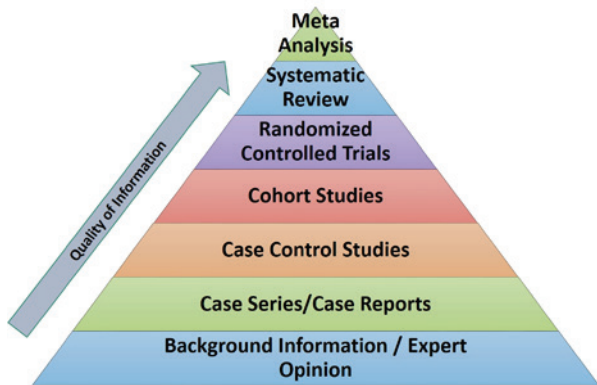 Meta
Analysis
Systematic
Review
Randomized
Controlled Trials
Cohort Studies
Case Control Studies
Case Series/Case Reports
Background Information / Expert
Opinion
Quality of Information